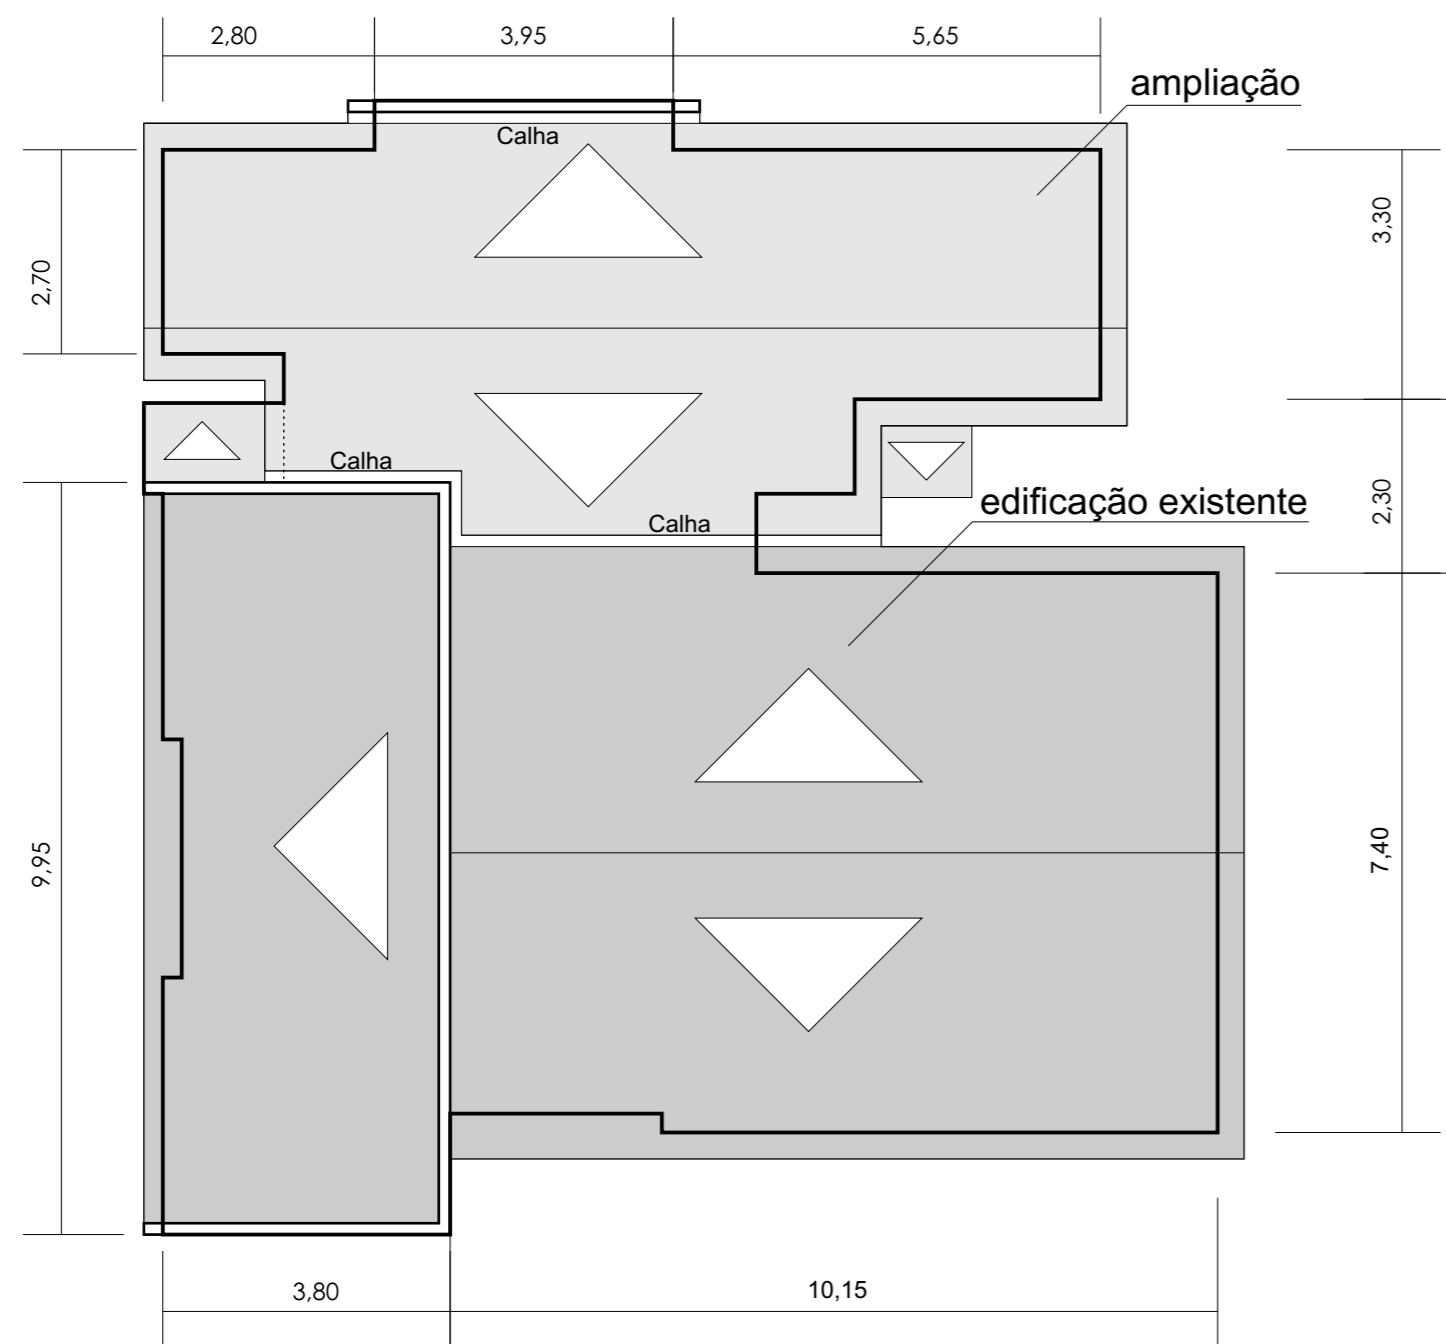 2,80
3,95
5,65
ampliação
Calha
3,30
2,70
Calha
2,30
edificação existente
Calha
7,40
9,95
3,80
10,15